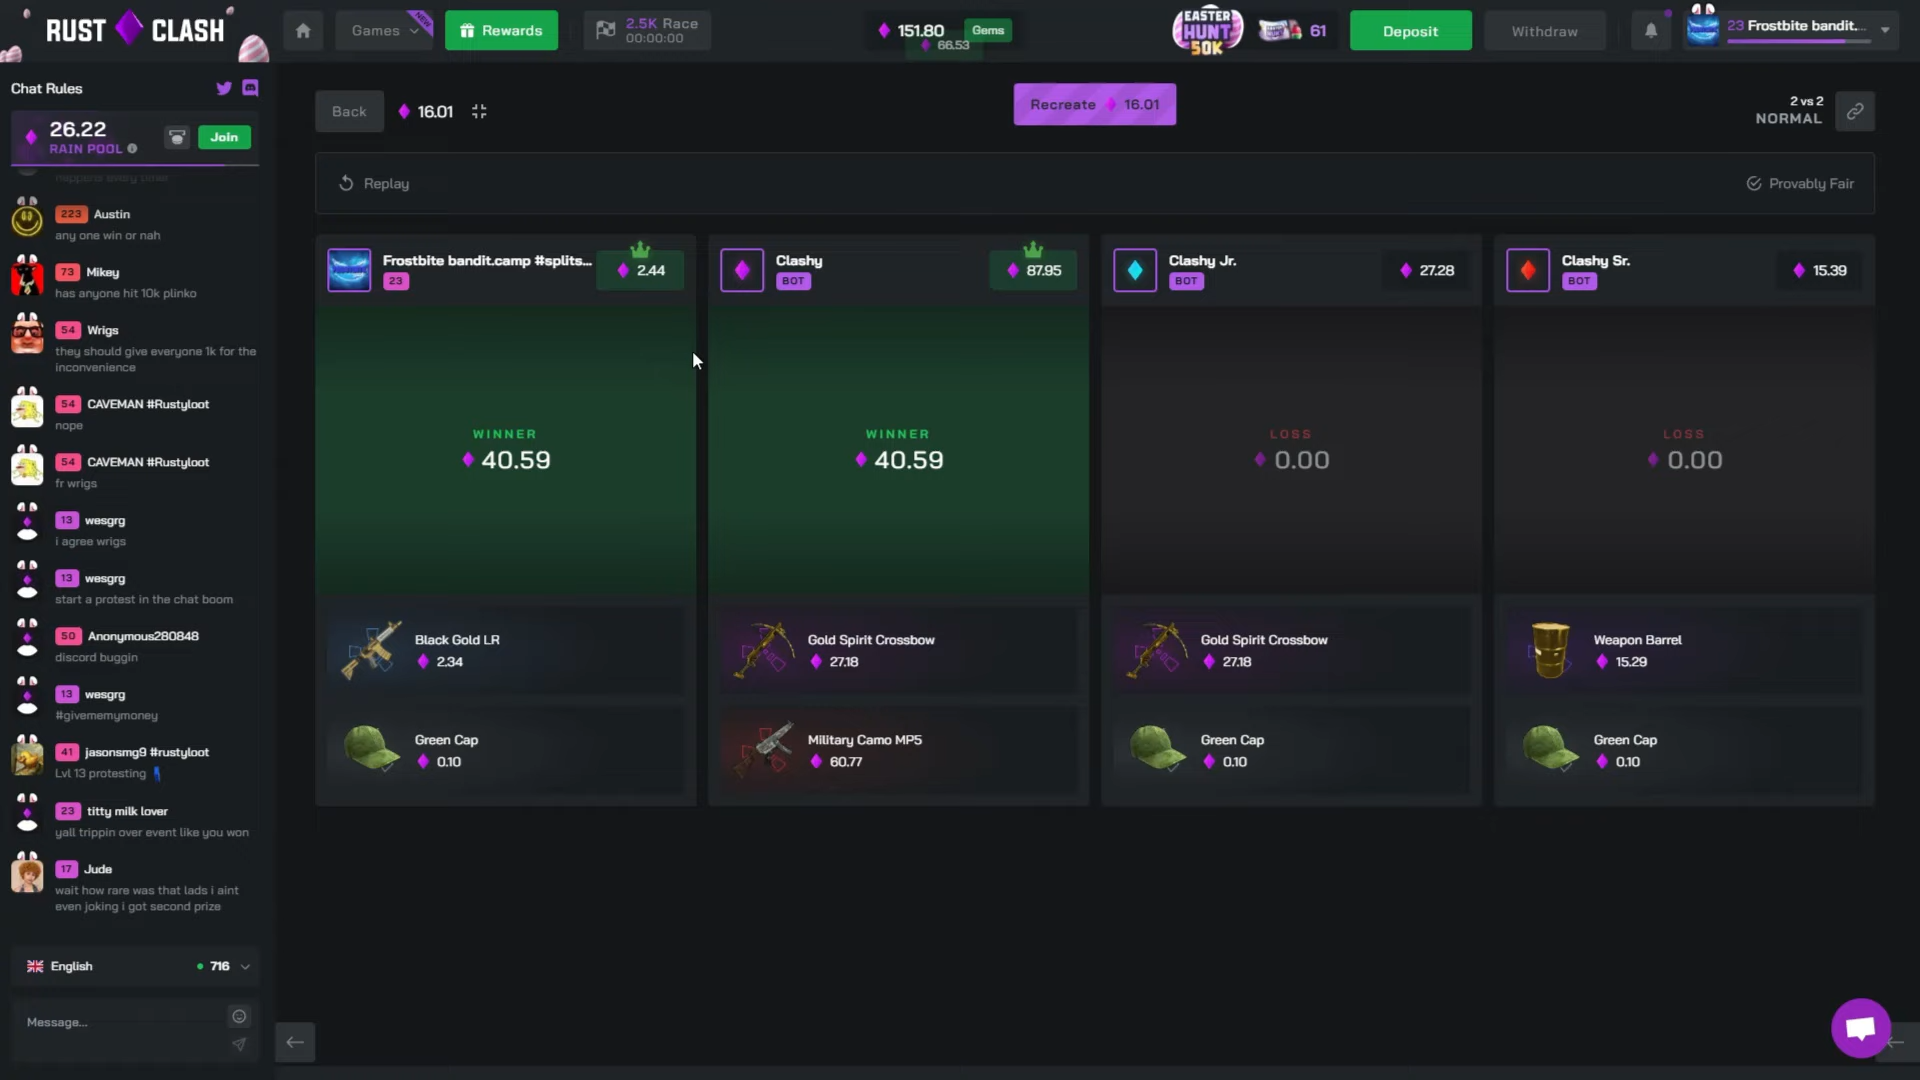 RUST CLASH
Games
NEW
Rewards
2.5K Race
00:00:00
151.80
Gems
66.53
EASTER
HUNT
50K
61
Deposit
Withdraw
23 Frostbite bandit....
Chat Rules
26.22
RAIN POOL
Join
Austin
223
any one win or nah
73 Mikey
has anyone hit 10k plinko
54 Wrigs
they should give everyone 1k for the
inconvenience
54 CAVEMAN #Rustyloot
nope
54 CAVEMAN #Rustyloot
fr wrigs
13 wesgrg
i agree wrigs
13 wesgrg
start a protest in the chat boom
50 Anonymous280848
discord buggin
13 wesgrg
#givememymoney
41 jasonsmg9 #rustyloot
Lvl 13 protesting
23 titty milk lover
yall trippin over event like you won
17 Jude
wait how rare was that lads i aint
even joking i got second prize
English
716
Message...
Back
16.01
Recreate 16.01
2 vs 2
NORMAL
Replay
Provably Fair
Frostbite bandit.camp #splits...
23
2.44
WINNER
40.59
Black Gold LR
2.34
Green Cap
0.10
Clashy
BOT
87.95
WINNER
40.59
Gold Spirit Crossbow
27.18
Military Camo MP5
60.77
Clashy Jr.
BOT
27.28
LOSS
0.00
Gold Spirit Crossbow
27.18
Green Cap
0.10
Clashy Sr.
BOT
15.39
LOSS
0.00
Weapon Barrel
15.29
Green Cap
0.10